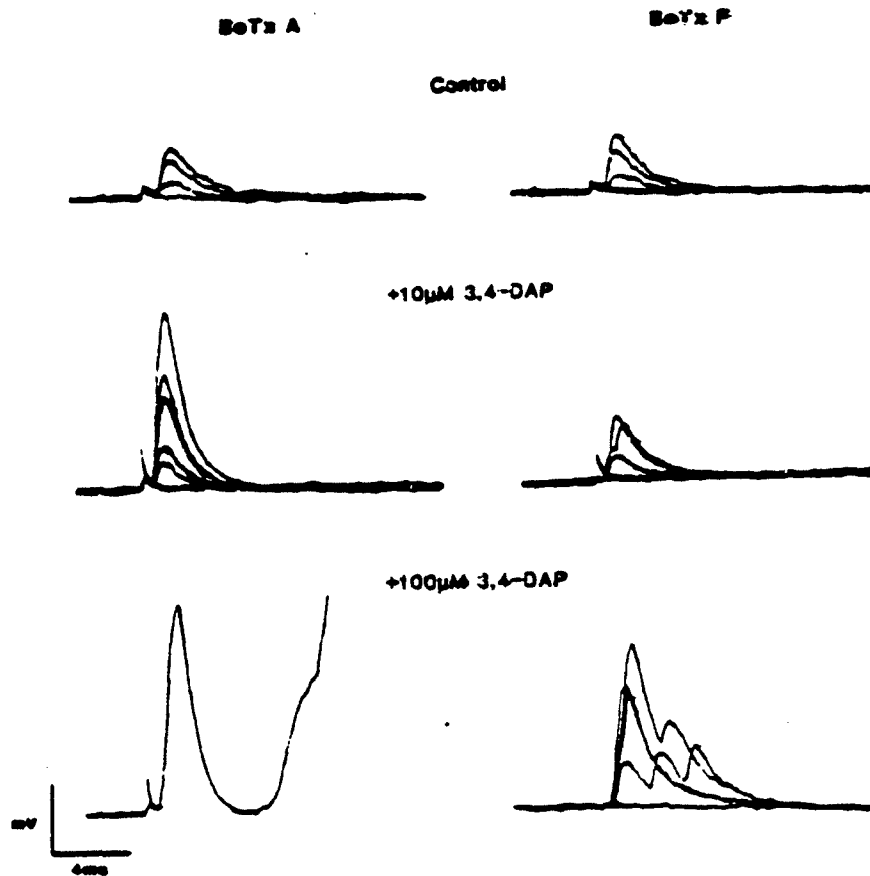 BoTx A
BoTx F
Control
+10µM 3,4-DAP
+100µM 3,4-DAP
mV
4ms